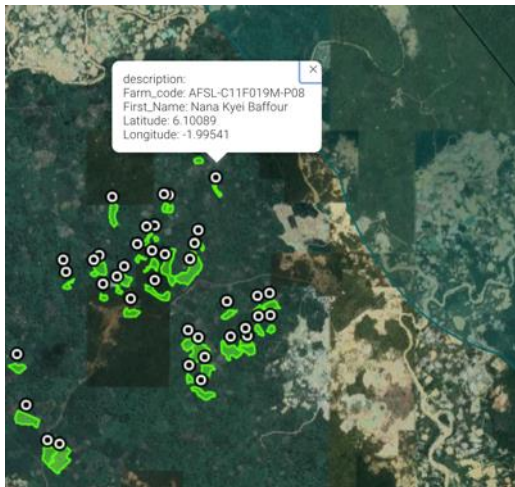 description:
Farm_code: AFSL-C11F019M-P08
First_Name: Nana Kyei Baffour
Latitude: 6.10089
Longitude: -1.99541